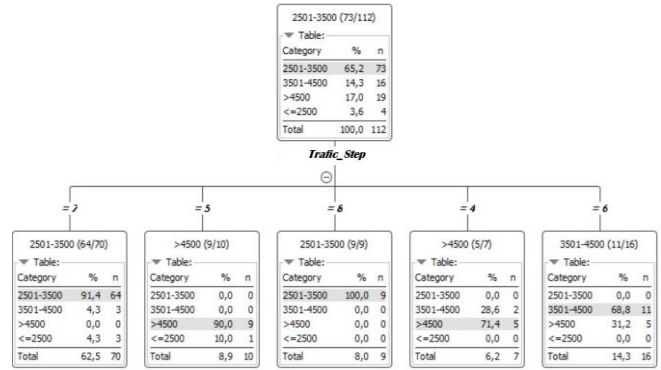 2501-3500 (73/112)
Table:
Category % n
2501-3500 65,2 73
3501-4500 14,3 16
>4500 17,0 19
<=2500 3,6 4
Total 100,0 112
Trafic_Step
= 7
= 5
= 8
= 4
= 6
2501-3500 (64/70)
Table:
Category % n
2501-3500 91,4 64
3501-4500 4,3 3
>4500 0,0 0
<=2500 4,3 3
Total 62,5 70
>4500 (9/10)
Table:
Category % n
2501-3500 0,0 0
3501-4500 0,0 0
>4500 90,0 9
<=2500 10,0 1
Total 8,9 10
2501-3500 (9/9)
Table:
Category % n
2501-3500 100,0 9
3501-4500 0,0 0
>4500 0,0 0
<=2500 0,0 0
Total 8,0 9
>4500 (5/7)
Table:
Category % n
2501-3500 0,0 0
3501-4500 28,6 2
>4500 71,4 5
<=2500 0,0 0
Total 6,2 7
3501-4500 (11/16)
Table:
Category % n
2501-3500 0,0 0
3501-4500 68,8 11
>4500 31,2 5
<=2500 0,0 0
Total 14,3 16